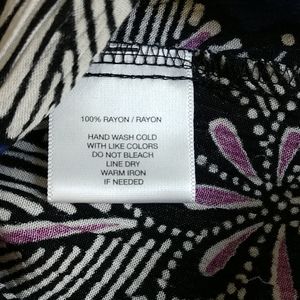 100% RAYON / RAYON
HAND WASH COLD
WITH LIKE COLORS
DO NOT BLEACH
LINE DRY
WARM IRON
IF NEEDED